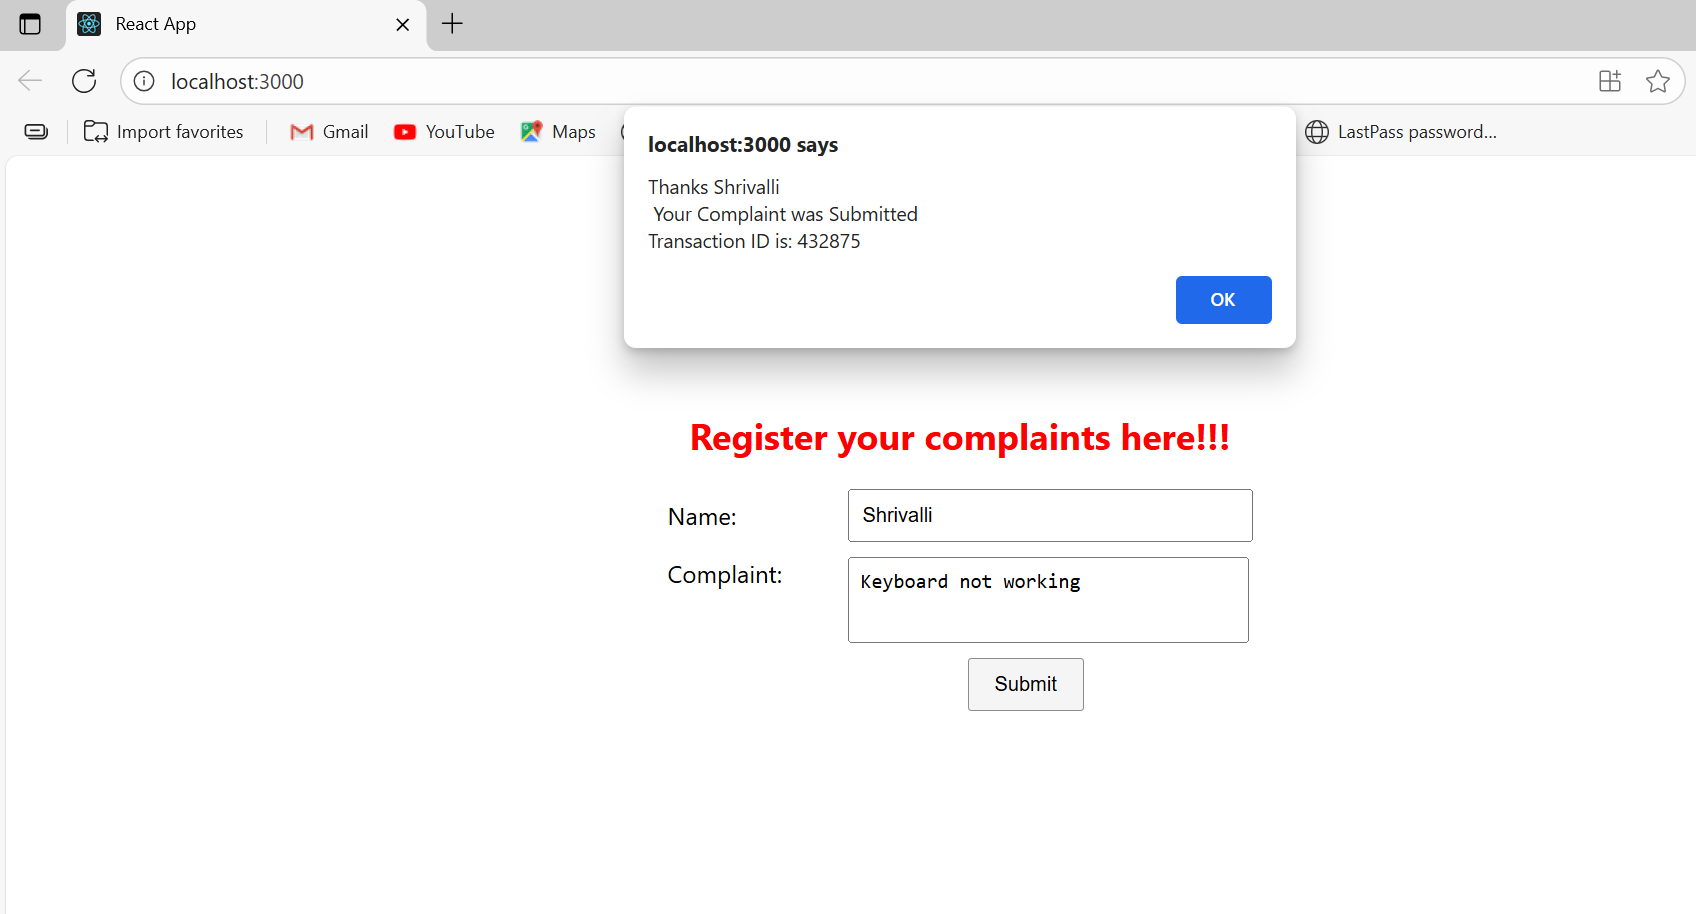 React App
localhost:3000
Import favorites
Gmail
YouTube
Maps
LastPass password...
localhost:3000 says
Thanks Shrivalli
Your Complaint was Submitted
Transaction ID is: 432875
OK
Register your complaints here!!!
Name:
Shrivalli
Complaint:
Keyboard not working
Submit